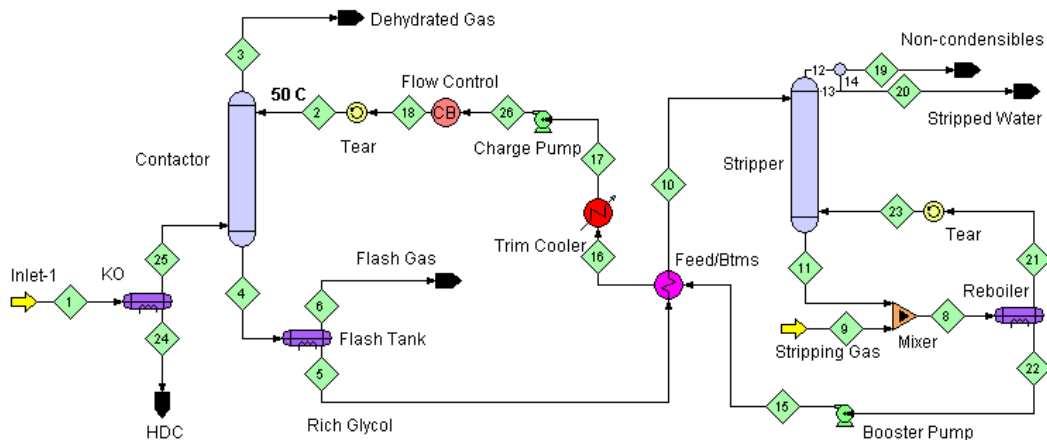 Dehydrated Gas
3
Non-condensibles
12
19
14
13
20
Stripped Water
50 C
Flow Control
2
18
CB
26
Tear
Charge Pump
Contactor
17
10
Stripper
23
Tear
Trim Cooler
Inlet-1
KO
25
16
Feed/Btms
11
21
Flash Gas
4
6
Reboiler
1
9
8
Stripping Gas
Mixer
Flash Tank
24
5
22
15
Rich Glycol
Booster Pump
HDC